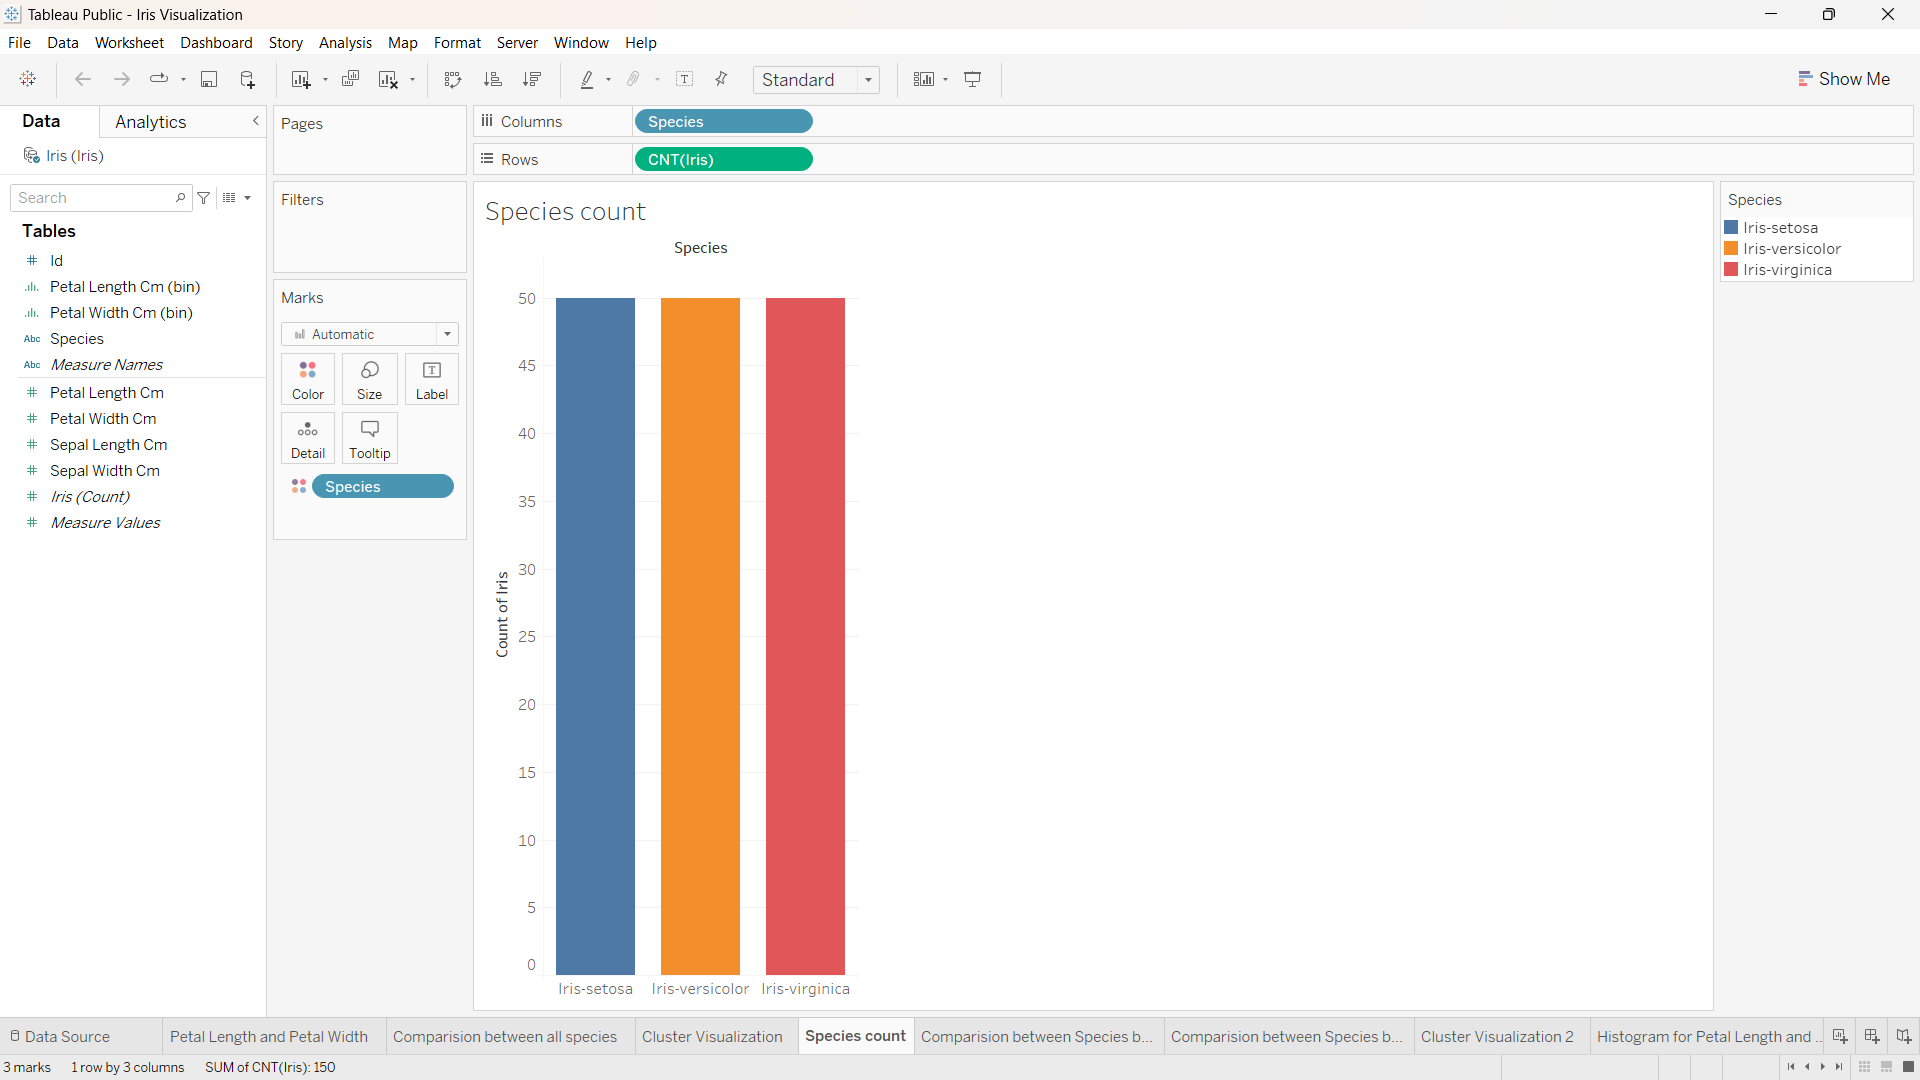 Tableau Public - Iris Visualization
File Data Worksheet Dashboard Story Analysis Map Format Server Window Help
Standard
Show Me
Data Analytics
Iris (Iris)
Search
Tables
Id
Petal Length Cm (bin)
Petal Width Cm (bin)
Abc Species
Abc Measure Names
Petal Length Cm
Petal Width Cm
Sepal Length Cm
Sepal Width Cm
Iris (Count)
Measure Values
Pages
Filters
Marks
Automatic
Color Size Label
Detail Tooltip
Species
Columns Species
Rows CNT(Iris)
Species count
Species
50
45
40
35
30
25
20
15
10
5
0
Count of Iris
Iris-setosa Iris-versicolor Iris-virginica
Species
Iris-setosa
Iris-versicolor
Iris-virginica
Data Source Petal Length and Petal Width Comparision between all species Cluster Visualization Species count Comparision between Species b... Comparision between Species b... Cluster Visualization 2 Histogram for Petal Length and ...
3 marks 1 row by 3 columns SUM of CNT(Iris): 150